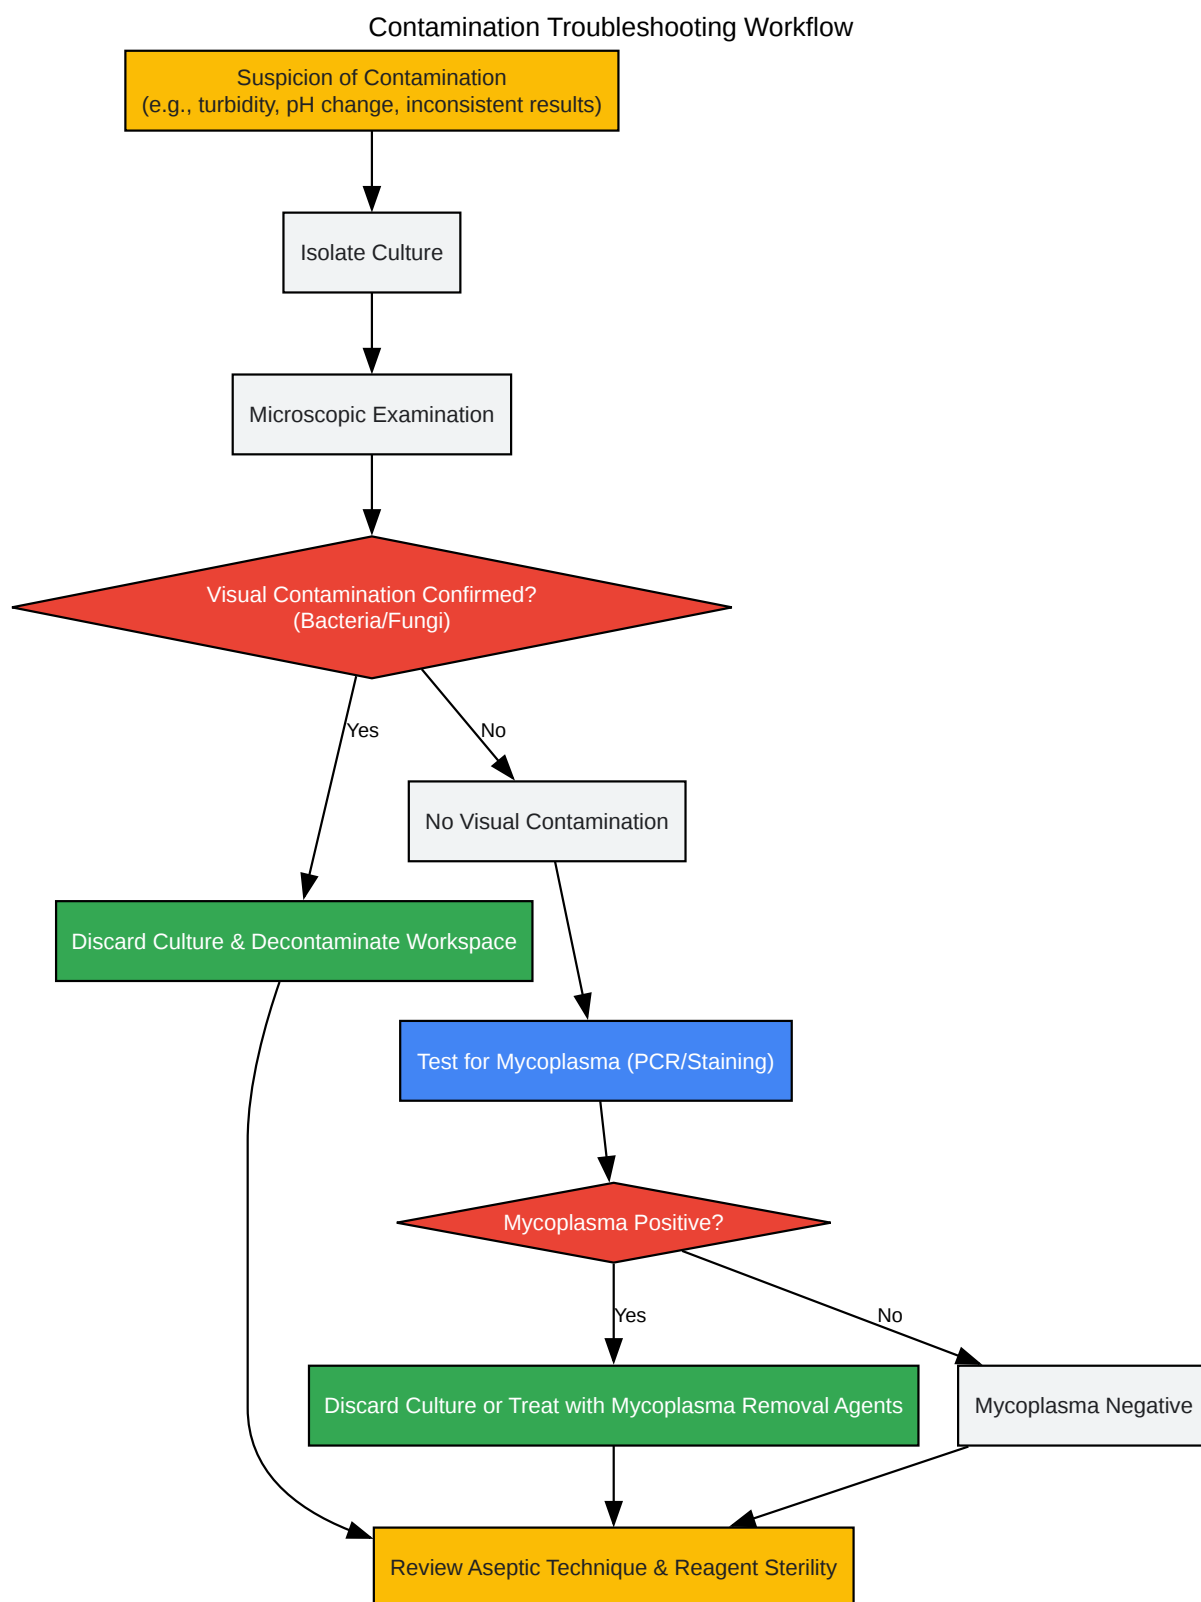 Contamination Troubleshooting Workflow
Suspicion of Contamination
(e.g., turbidity, pH change, inconsistent results)
Isolate Culture
Microscopic Examination
Visual Contamination Confirmed?
(Bacteria/Fungi)
Yes
No
No Visual Contamination
Discard Culture & Decontaminate Workspace
Test for Mycoplasma (PCR/Staining)
Mycoplasma Positive?
Yes
No
Discard Culture or Treat with Mycoplasma Removal Agents
Mycoplasma Negative
Review Aseptic Technique & Reagent Sterility